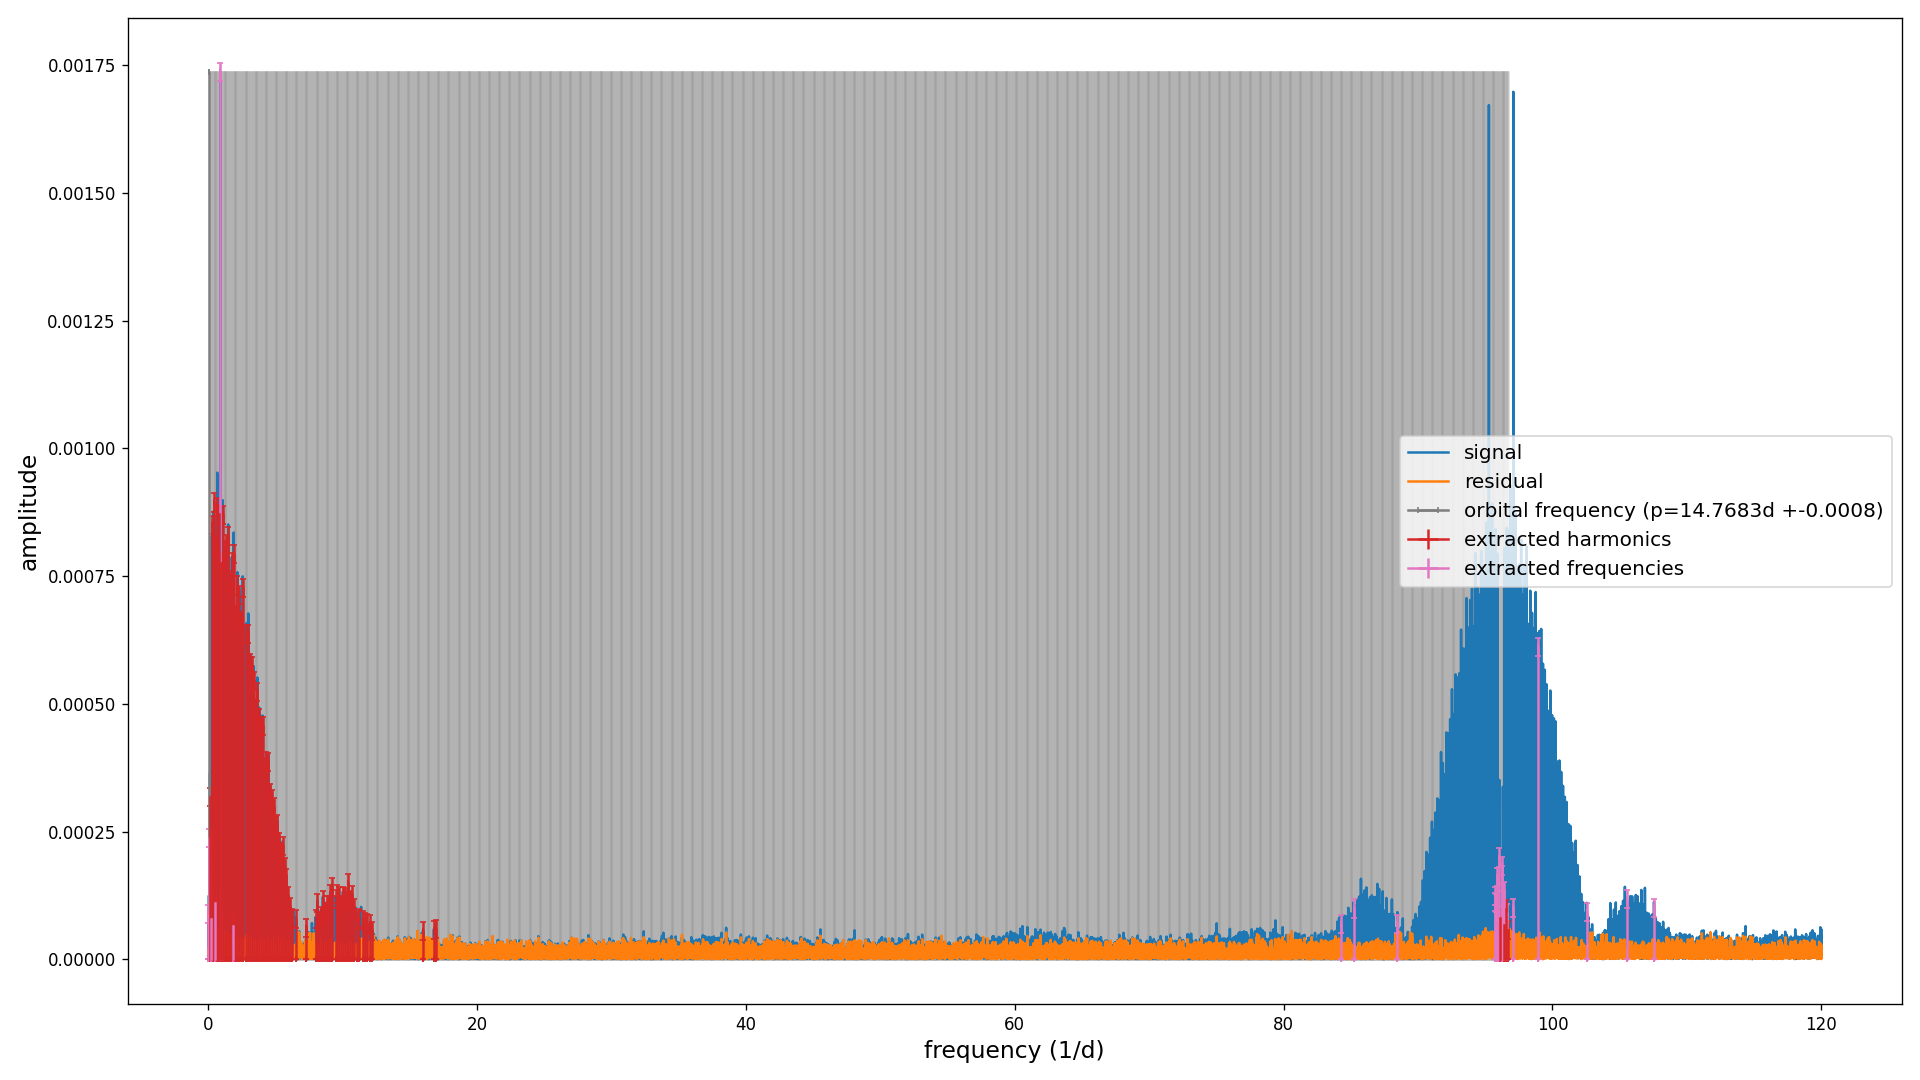 0.00175
0.00150
0.00125
0.00100
0.00075
0.00050
0.00025
0.00000
amplitude
signal
residual
orbital frequency (p=14.7683d +-0.0008)
extracted harmonics
extracted frequencies
0 20 40 60 80 100 120
frequency (1/d)